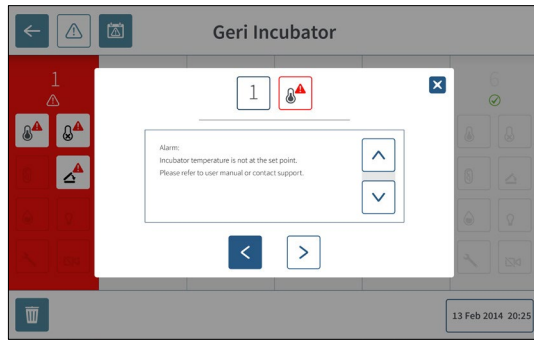 Geri Incubator
1
6
1
Alarm:
Incubator temperature is not at the set point.
Please refer to user manual or contact support.
13 Feb 2014 20:25